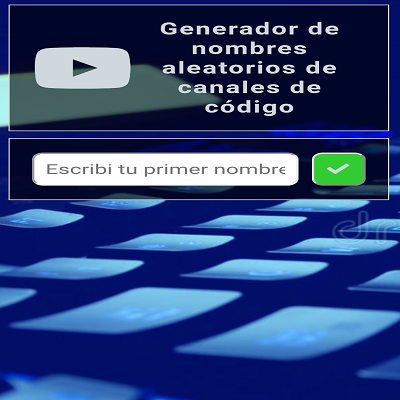 Generador de
nombres
aleatorios de
canales de
código
Escribi tu primer nombre